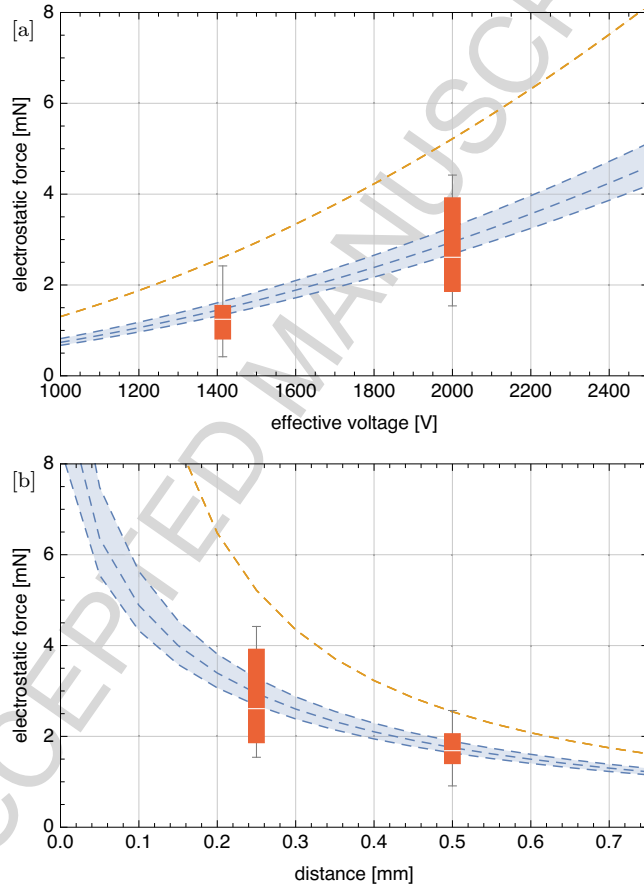 [a]
electrostatic force [mN]
8
6
4
2
0
1000 1200 1400 1600 1800 2000 2200 2400
effective voltage [V]
[b]
electrostatic force [mN]
8
6
4
2
0
0.0 0.1 0.2 0.3 0.4 0.5 0.6 0.7
distance [mm]
CCEPTED MANUSCR